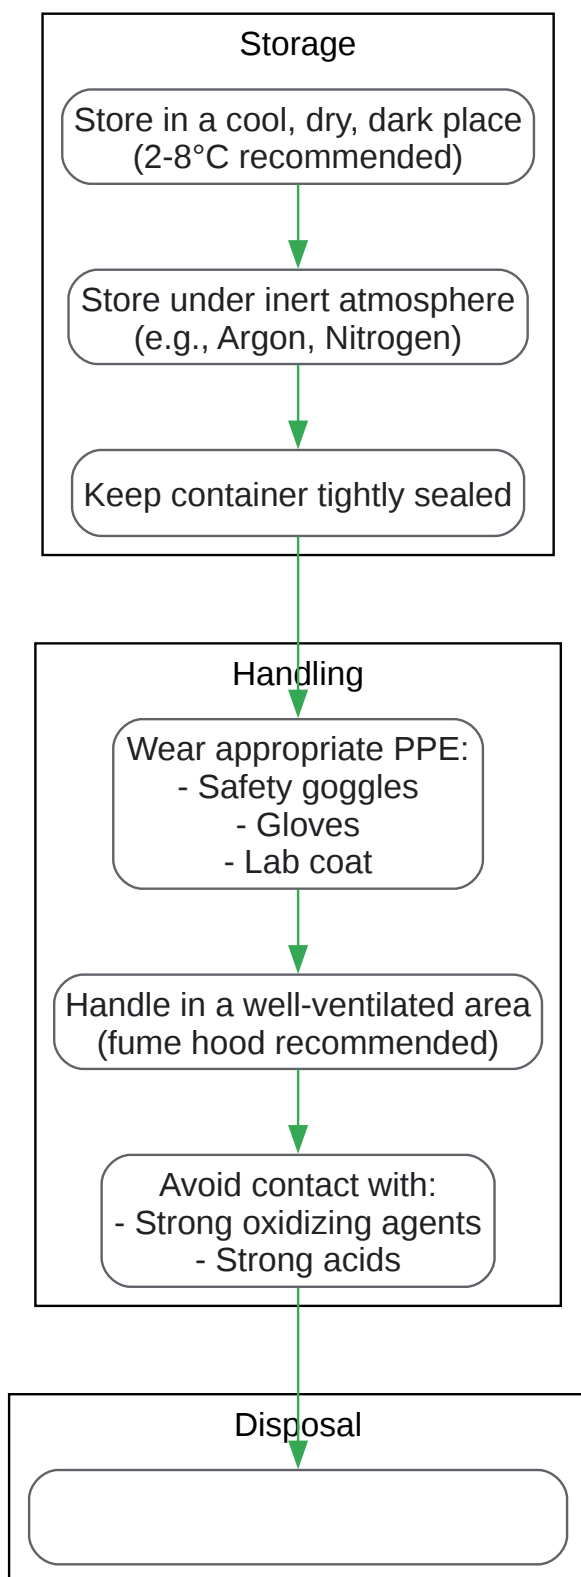 Storage
Store in a cool, dry, dark place
(2-8°C recommended)
Store under inert atmosphere
(e.g., Argon, Nitrogen)
Keep container tightly sealed
Handling
Wear appropriate PPE:
- Safety goggles
- Gloves
- Lab coat
Handle in a well-ventilated area
(fume hood recommended)
Avoid contact with:
- Strong oxidizing agents
- Strong acids
Disposal